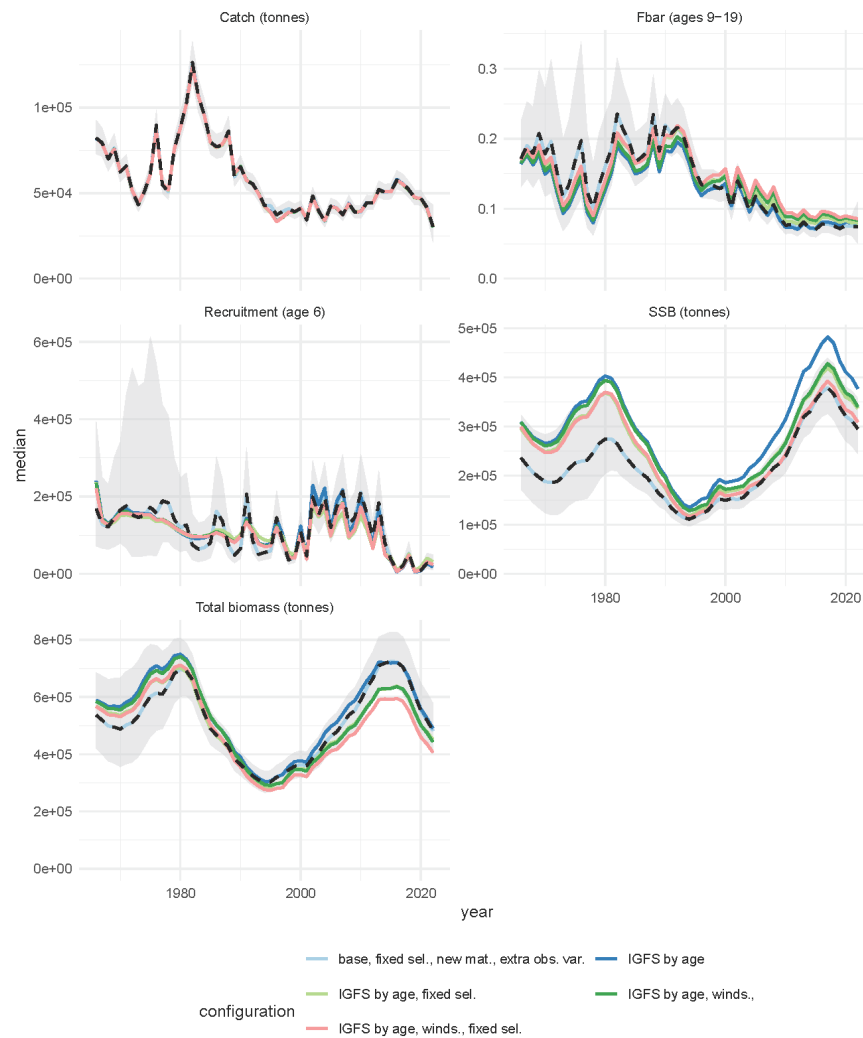 Catch (tonnes)
Fbar (ages 9−19)
1e+05
5e+04
0e+00
0.3
0.2
0.1
0.0
Recruitment (age 6)
SSB (tonnes)
6e+05
4e+05
2e+05
0e+00
5e+05
4e+05
3e+05
2e+05
1e+05
0e+00
1980
2000
2020
median
Total biomass (tonnes)
8e+05
6e+05
4e+05
2e+05
0e+00
1980
2000
2020
year
configuration
base, fixed sel., new mat., extra obs. var.
IGFS by age
IGFS by age, fixed sel.
IGFS by age, winds.,
IGFS by age, winds., fixed sel.